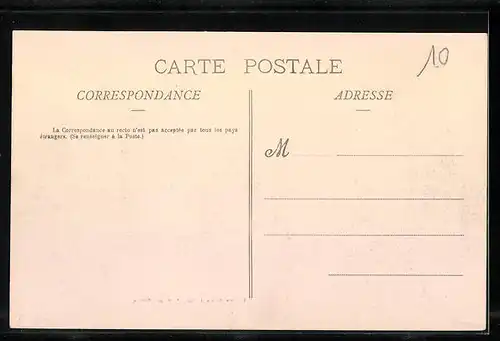 CARTE POSTALE
10
CORRESPONDANCE
ADRESSE
La Correspondance au recto n'est pas acceptée par tous les pays
étrangers. (Se renseigner à la Poste.)
M